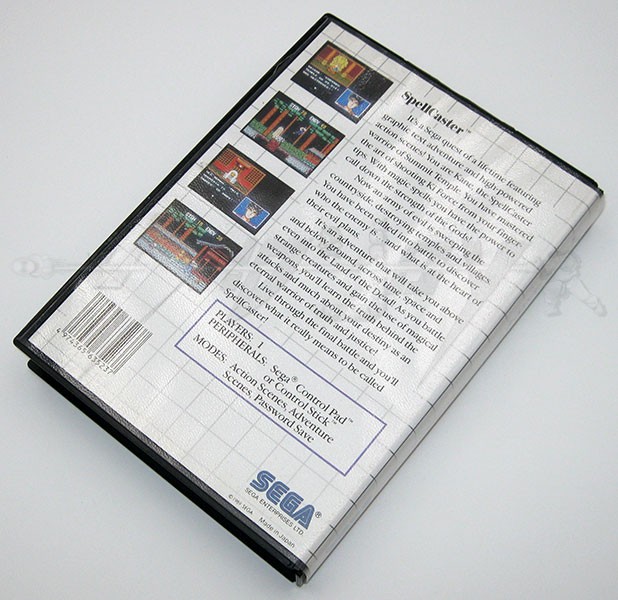 SpellCaster™
It's a Sega quest of a lifetime featuring
graphic text adventure and high-powered
action scenes! You are Kane, the SpellCaster
warrior of Summit Temple. You have mastered
the art of shooting Ki Force from your finger-
tips. With magic spells you have the power to
call down the strength of the Gods!
Now an army of evil is sweeping the
Countryside, destroying temples and villages.
You have been called into battle to discover
who the enemy is and what is at the heart of
their evil plans.
It's an adventure that will take you above
and below ground, across time, space and
even into the Land of the Dead! As you battle
strange creatures and gain the use of magical
weapons you'll learn the truth behind the
attacks and much about your destiny as an
eternal warrior of truth and justice!
Live through the final battle and you'll
discover what it really means to be called
SpellCaster!
PLAYERS: 1
PERIPHERALS: Sega® Control Pad™
or Control Stick™
MODES: Action Scenes, Adventure
Scenes, Password Save
SEGA®
SEGA ENTERPRISES LTD.
SEGA
Made in Japan